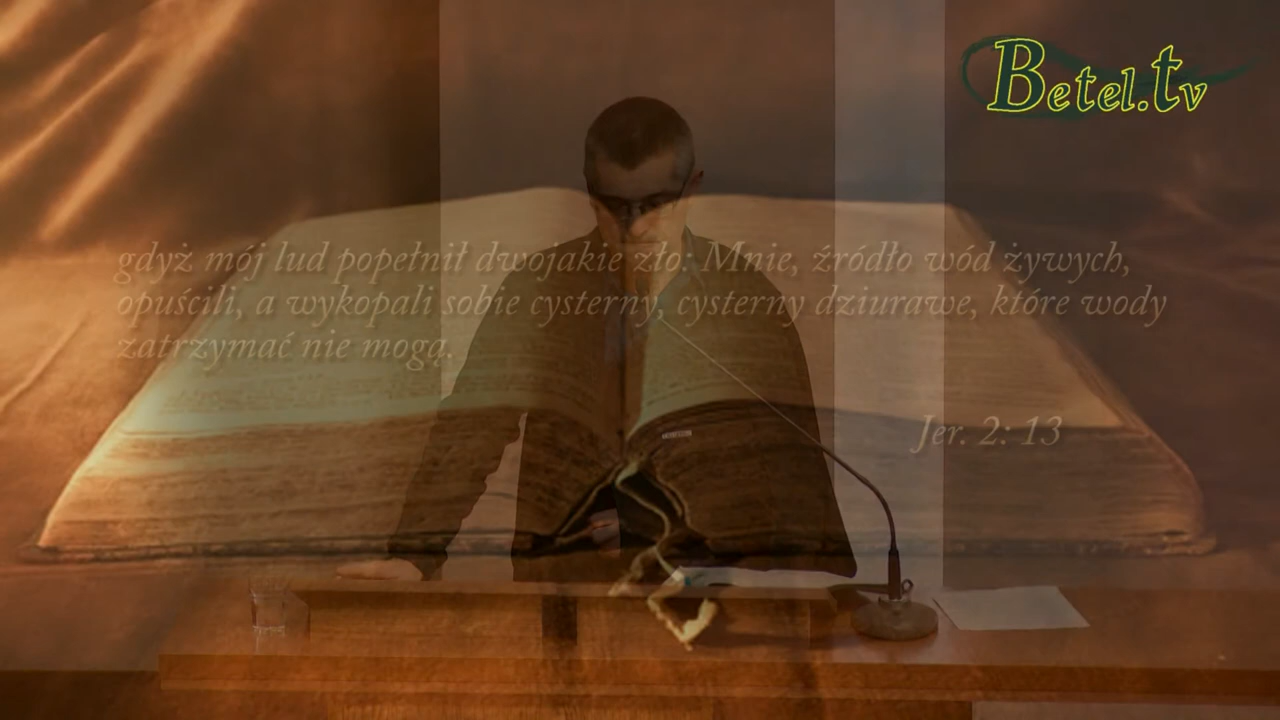 Betel.tv
gdyż mój lud popełnił dwojakie zło: Mnie, źródło wód żywych,
opuścili, a wykopali sobie cysterny, cysterny dziurawe, które wody
zatrzymać nie mogą.
Jer. 2: 13